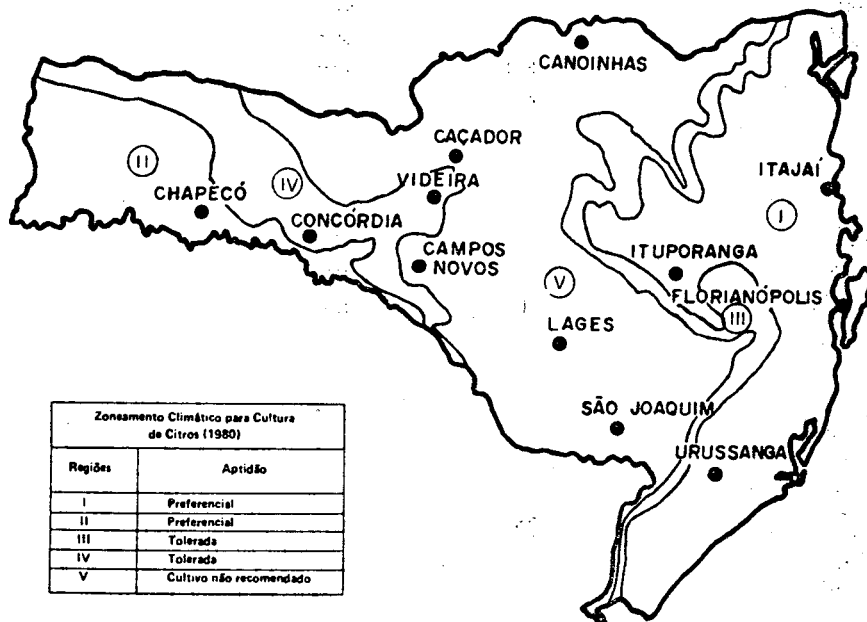 CANOINHAS
CAÇADOR
II
IV
VIDEIRA
ITAJAÍ
CHAPECÓ
I
CONCÓRDIA
CAMPOS
NOVOS
ITUPORANGA
V
FLORIANÓPOLIS
III
LAGES
SÃO JOAQUIM
URUSSANGA
Zoneamento Climático para Cultura
de Citros (1980)
Regiões Aptidão
I Preferencial
II Preferencial
III Tolerada
IV Tolerada
V Cultivo não recomendado